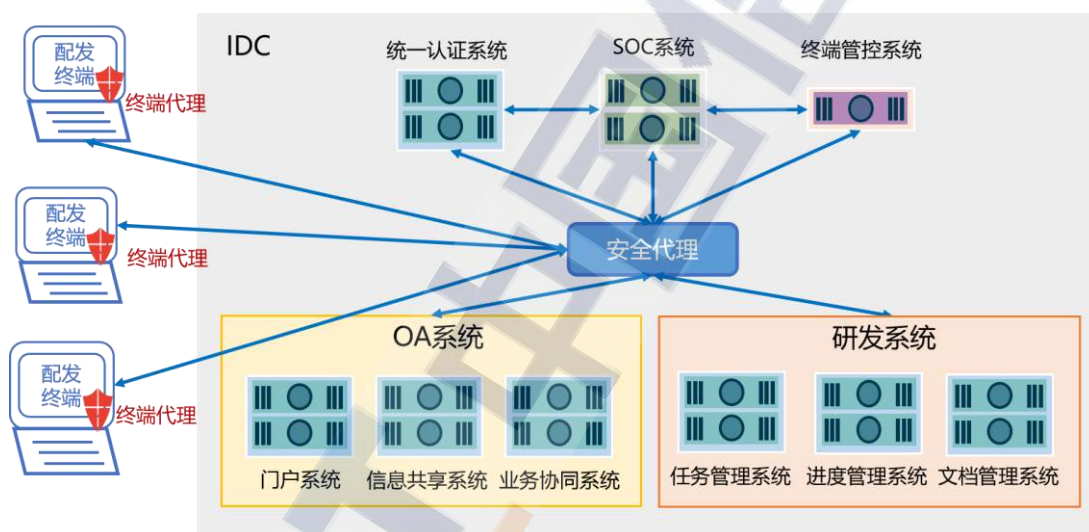 配发
终端
终端代理
配发
终端
终端代理
配发
终端
终端代理
IDC
统一认证系统
SOC系统
终端管控系统
安全代理
OA系统
门户系统
信息共享系统
业务协同系统
研发系统
任务管理系统
进度管理系统
文档管理系统